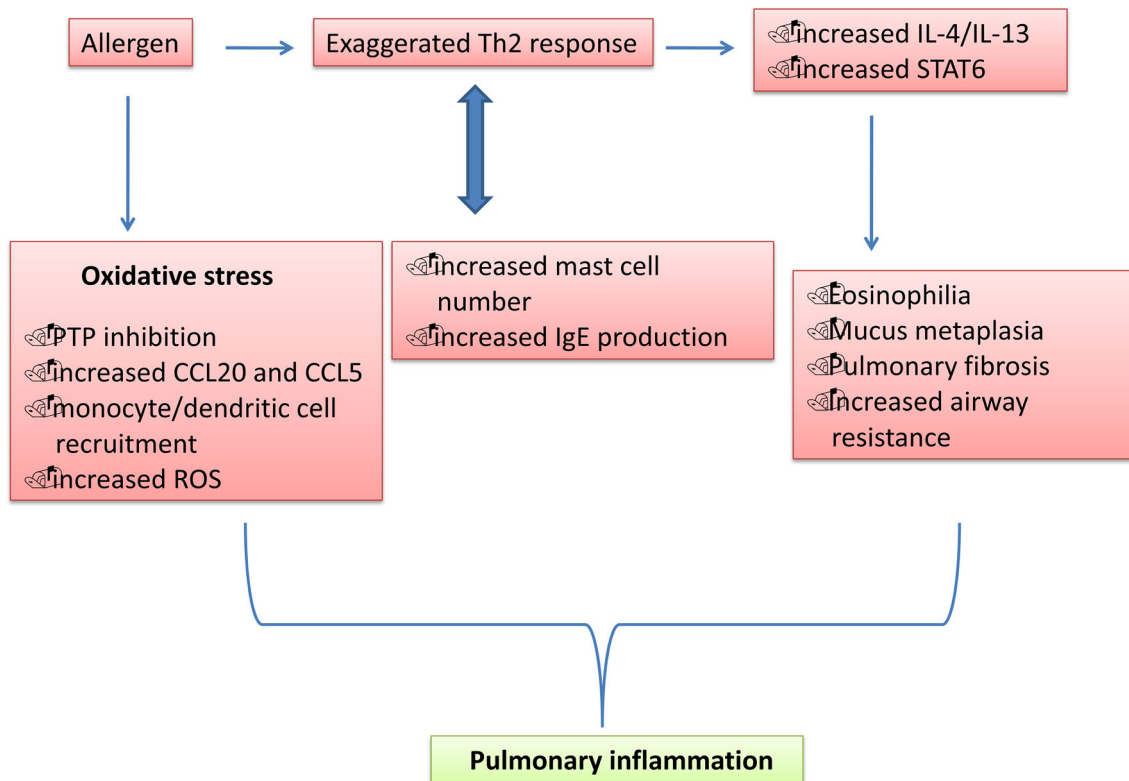 Allergen
Exaggerated Th2 response
increased IL-4/IL-13
increased STAT6
Oxidative stress
PTP inhibition
increased CCL20 and CCL5
monocyte/dendritic cell
recruitment
increased ROS
increased mast cell
number
increased IgE production
Eosinophilia
Mucus metaplasia
Pulmonary fibrosis
Increased airway
resistance
Pulmonary inflammation